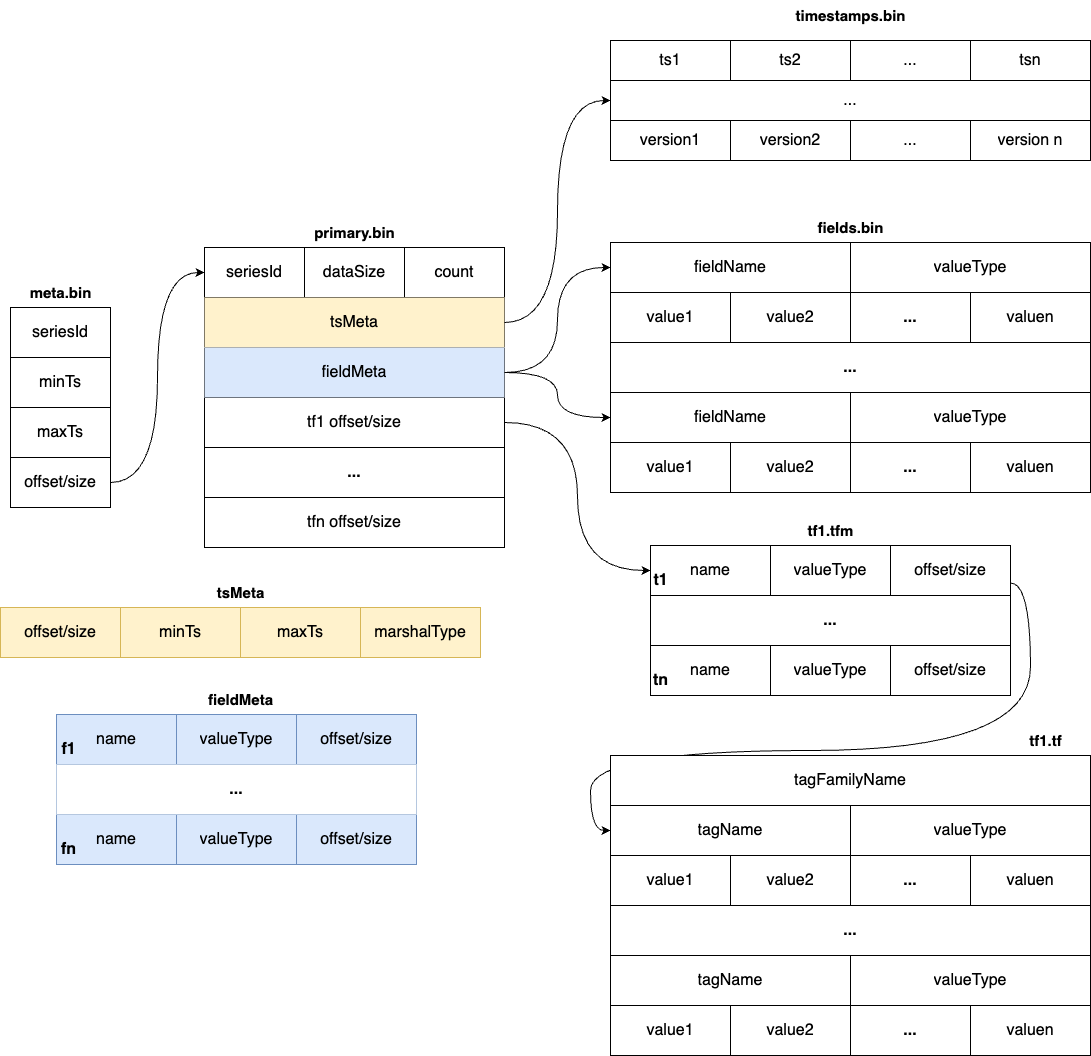 timestamps.bin
ts1 ts2 ... tsn
...
version1 version2 ... version n
primary.bin
seriesId dataSize count
tsMeta
fieldMeta
tf1 offset/size
...
tfn offset/size
meta.bin
seriesId
minTs
maxTs
offset/size
fields.bin
fieldName valueType
value1 value2 ... valuen
...
fieldName valueType
value1 value2 ... valuen
tf1.tfm
t1 name valueType offset/size
...
tn name valueType offset/size
tsMeta
offset/size minTs maxTs marshalType
fieldMeta
f1 name valueType offset/size
...
fn name valueType offset/size
tf1.tf
tagFamilyName
tagName valueType
value1 value2 ... valuen
...
tagName valueType
value1 value2 ... valuen